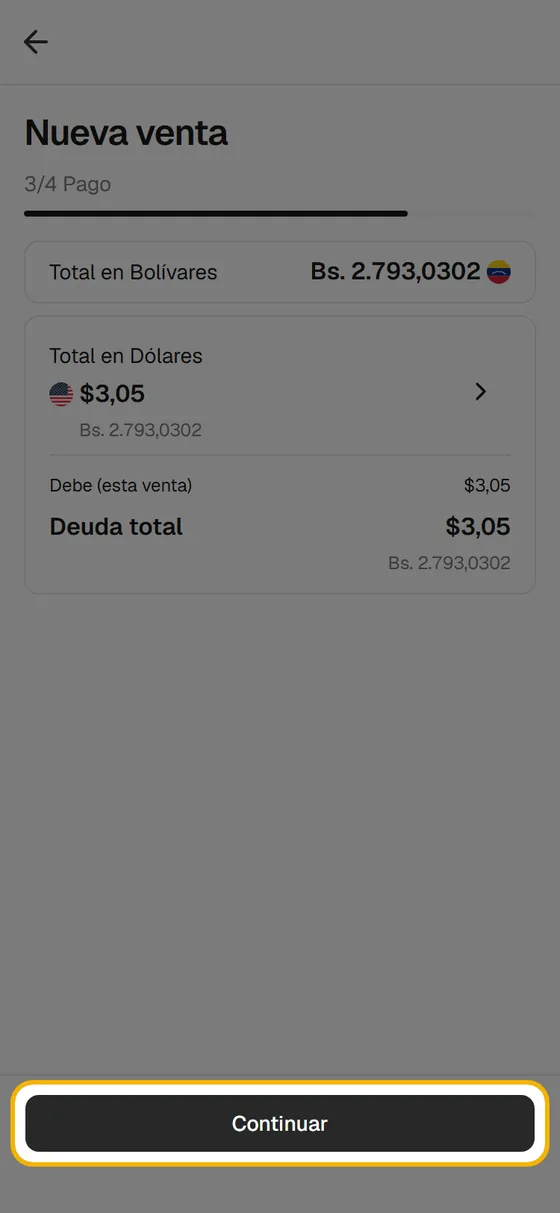 Nueva venta
3/4 Pago
Total en Bolívares Bs. 2.793,0302
Total en Dólares
$3,05
Bs. 2.793,0302
Debe (esta venta) $3,05
Deuda total $3,05
Bs. 2.793,0302
Continuar